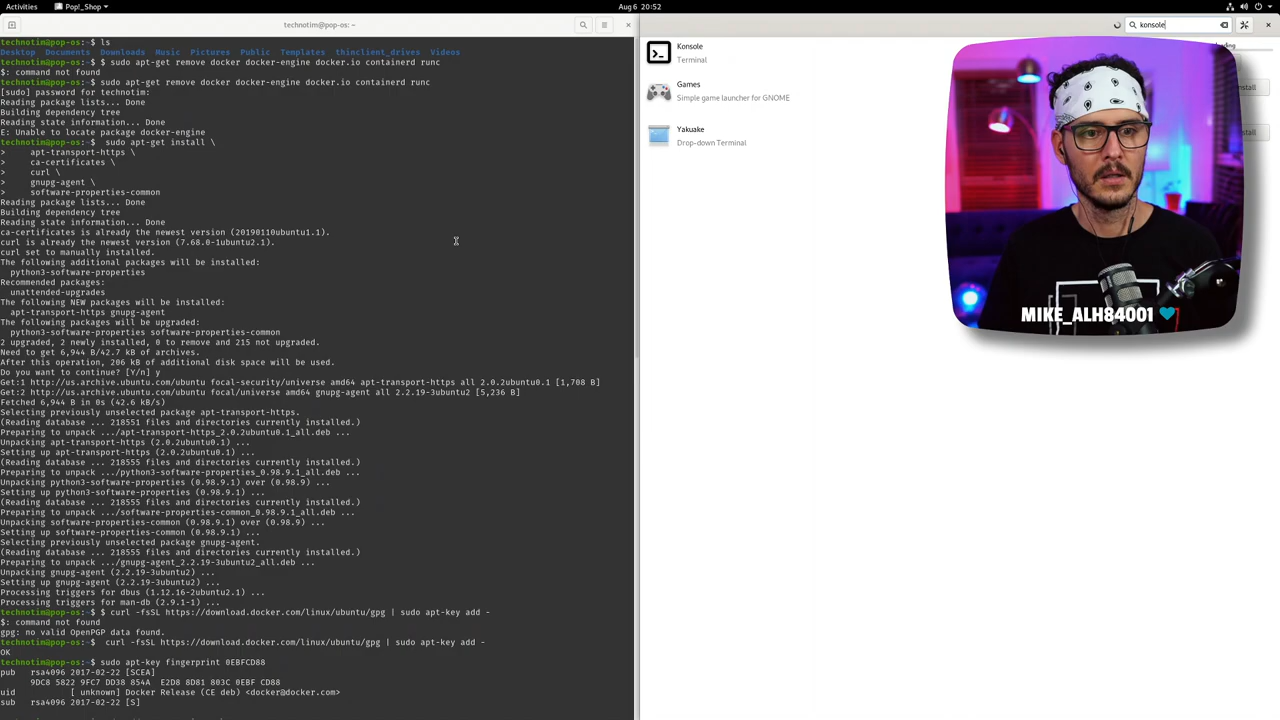 Activities
Pop!_Shop
Aug 6 20:52
technotim@pop-os: ~
technotim@pop-os:~$ ls
Desktop Documents Downloads Music Pictures Public Templates thinclient_drives Videos
technotim@pop-os:~$ $ sudo apt-get remove docker docker-engine docker.io containerd runc
$: command not found
technotim@pop-os:~$ sudo apt-get remove docker docker-engine docker.io containerd runc
[sudo] password for technotim:
Reading package lists... Done
Building dependency tree
Reading state information... Done
E: Unable to locate package docker-engine
technotim@pop-os:~$  sudo apt-get install \
>     apt-transport-https \
>     ca-certificates \
>     curl \
>     gnupg-agent \
>     software-properties-common
Reading package lists... Done
Building dependency tree
Reading state information... Done
ca-certificates is already the newest version (20190110ubuntu1.1).
curl is already the newest version (7.68.0-1ubuntu2.1).
curl set to manually installed.
The following additional packages will be installed:
  python3-software-properties
Recommended packages:
  unattended-upgrades
The following NEW packages will be installed:
  apt-transport-https gnupg-agent
The following packages will be upgraded:
  python3-software-properties software-properties-common
2 upgraded, 2 newly installed, 0 to remove and 215 not upgraded.
Need to get 6,944 B/42.7 kB of archives.
After this operation, 206 kB of additional disk space will be used.
Do you want to continue? [Y/n] y
Get:1 http://us.archive.ubuntu.com/ubuntu focal-security/universe amd64 apt-transport-https all 2.0.2ubuntu0.1 [1,708 B]
Get:2 http://us.archive.ubuntu.com/ubuntu focal/universe amd64 gnupg-agent all 2.2.19-3ubuntu2 [5,236 B]
Fetched 6,944 B in 0s (42.6 kB/s)
Selecting previously unselected package apt-transport-https.
(Reading database ... 218551 files and directories currently installed.)
Preparing to unpack .../apt-transport-https_2.0.2ubuntu0.1_all.deb ...
Unpacking apt-transport-https (2.0.2ubuntu0.1) ...
Setting up apt-transport-https (2.0.2ubuntu0.1) ...
(Reading database ... 218555 files and directories currently installed.)
Preparing to unpack .../python3-software-properties_0.98.9.1_all.deb ...
Unpacking python3-software-properties (0.98.9.1) over (0.98.9) ...
Setting up python3-software-properties (0.98.9.1) ...
(Reading database ... 218555 files and directories currently installed.)
Preparing to unpack .../software-properties-common_0.98.9.1_all.deb ...
Unpacking software-properties-common (0.98.9.1) over (0.98.9) ...
Setting up software-properties-common (0.98.9.1) ...
Selecting previously unselected package gnupg-agent.
(Reading database ... 218555 files and directories currently installed.)
Preparing to unpack .../gnupg-agent_2.2.19-3ubuntu2_all.deb ...
Unpacking gnupg-agent (2.2.19-3ubuntu2) ...
Setting up gnupg-agent (2.2.19-3ubuntu2) ...
Processing triggers for dbus (1.12.16-2ubuntu2.1) ...
Processing triggers for man-db (2.9.1-1) ...
technotim@pop-os:~$ $ curl -fsSL https://download.docker.com/linux/ubuntu/gpg | sudo apt-key add -
$: command not found
gpg: no valid OpenPGP data found.
technotim@pop-os:~$  curl -fsSL https://download.docker.com/linux/ubuntu/gpg | sudo apt-key add -
OK
technotim@pop-os:~$ sudo apt-key fingerprint 0EBFCD88
pub   rsa4096 2017-02-22 [SCEA]
      9DC8 5822 9FC7 DD38 854A  E2D8 8D81 803C 0EBF CD88
uid           [ unknown] Docker Release (CE deb) <docker@docker.com>
sub   rsa4096 2017-02-22 [S]
konsole
Konsole
Terminal
Games
Simple game launcher for GNOME
Yakuake
Drop-down Terminal
MIKE_ALH84001